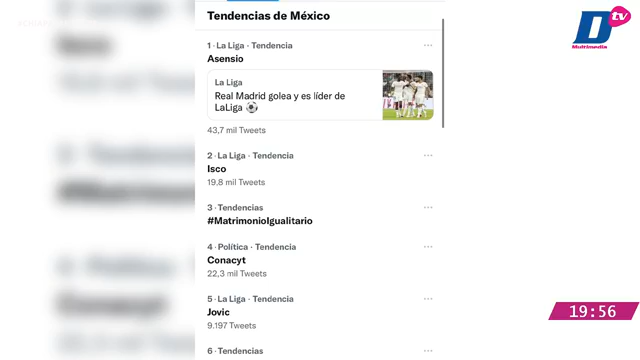 Tendencias de México
1 · La Liga · Tendencia
Asensio
La Liga
Real Madrid golea y es líder de
LaLiga ⚽
43,7 mil Tweets
2 · La Liga · Tendencia
Isco
19,8 mil Tweets
3 · Tendencias
#MatrimonioIgualitario
4 · Política · Tendencia
Conacyt
22,3 mil Tweets
5 · La Liga · Tendencia
Jovic
9.197 Tweets
6 · Tendencias
D tv
Multimedia
19:56